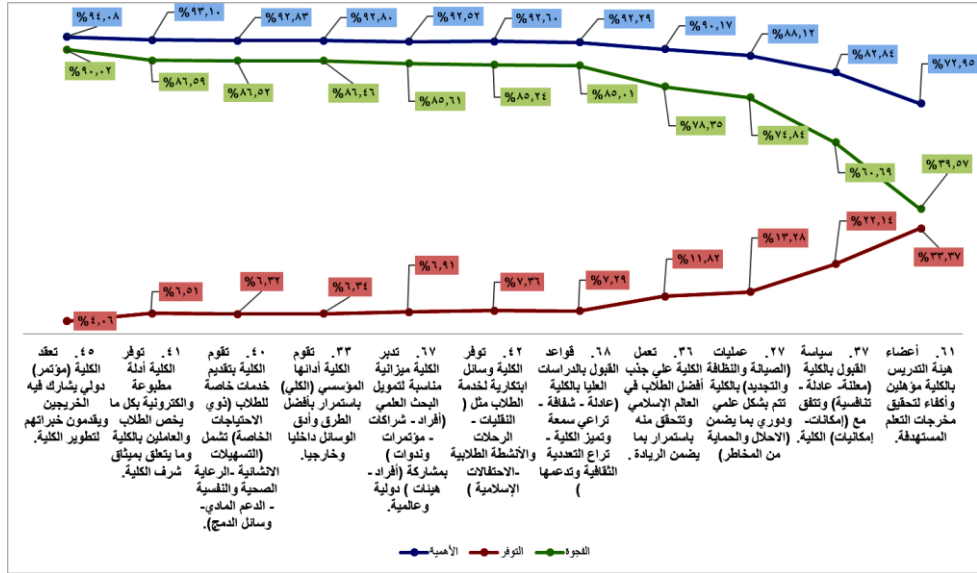 %٧٢,٩٥
%٨٢,٨٤
%٨٨,١٢
%٩٠,١٧
%٩٢,٢٩
%٩٢,٦٠
%٩٢,٥٢
%٩٢,٨٠
%٩٢,٨٣
%٩٣,١٠
%٩٤,٠٨
%٣٩,٥٧
%٦٠,٦٩
%٧٤,٨٤
%٧٨,٣٥
%٨٥,٠١
%٨٥,٢٤
%٨٥,٦١
%٨٦,٤٦
%٨٦,٥٢
%٨٦,٥٩
%٩٠,٠٢
%٣٣,٣٧
%٢٢,١٤
%١٣,٢٨
%١١,٨٢
%٧,٢٩
%٧,٣٦
%٦,٩١
%٦,٣٤
%٦,٣٢
%٦,٥١
%٤,٠٦
٦١. أعضاء
هيئة التدريس
بالكلية مؤهلين
وأكفاء لتحقيق
مخرجات التعلم
المستهدفة.
٣٧. سياسة
القبول بالكلية
(معلنة- عادلة -
تنافسية) وتتفق
مع (إمكانات-
إمكانيات) الكلية.
٢٧. عمليات
(الصيانة والنظافة
والتجديد) بالكلية
تتم بشكل علمي
ودوري بما يضمن
(الاحلال والحماية
من المخاطر)
٣٦. تعمل
الكلية علي جذب
أفضل الطلاب في
العالم الإسلامي
وتتحقق منه
باستمرار بما
يضمن الريادة .
٦٨. قواعد
القبول بالدراسات
العليا بالكلية
(عادلة - شفافة -
تراعي سمعة
وتميز الكلية -
تراع التعددية
الثقافية وتدعمها
)
٤٢. توفر
الكلية وسائل
ابتكارية لخدمة
الطلاب مثل (
النقليات -
الرحلات
والأنشطة الطلابية
-الاحتفالات
الإسلامية )
٦٧. تدبر
الكلية ميزانية
مناسبة لتمويل
البحث العلمي
(أفراد- شراكات
- مؤتمرات
وندوات )
بمشاركة (أفراد -
هيئات ) دولية
وعالمية.
٣٣. تقوم
الكلية أدائها
المؤسسي (الكلي)
باستمرار بأفضل
الطرق وأدق
الوسائل داخليا
وخارجيا.
٤٠. تقوم
الكلية بتقديم
خدمات خاصة
للطلاب (ذوي
الاحتياجات
الخاصة) تشمل
(التسهيلات
الانشائية -الرعاية
الصحية والنفسية
- الدعم المادي-
وسائل الدمج).
٤١. توفر
الكلية أدلة
مطبوعة
والكترونية بكل ما
يخص الطلاب
والعاملين بالكلية
وما يتعلق بميثاق
شرف الكلية.
٤٥. تعقد
الكلية (مؤتمر)
دولي يشارك فيه
الخريجين
ويقدمون خبراتهم
لتطوير الكلية.
الفجوة
التوفر
الأهمية